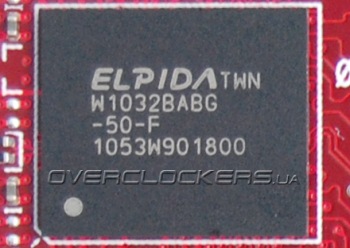 ELPIDA TWN
W1032BABG
-50-F
1053W901800
OVERCLOCKERS.UA